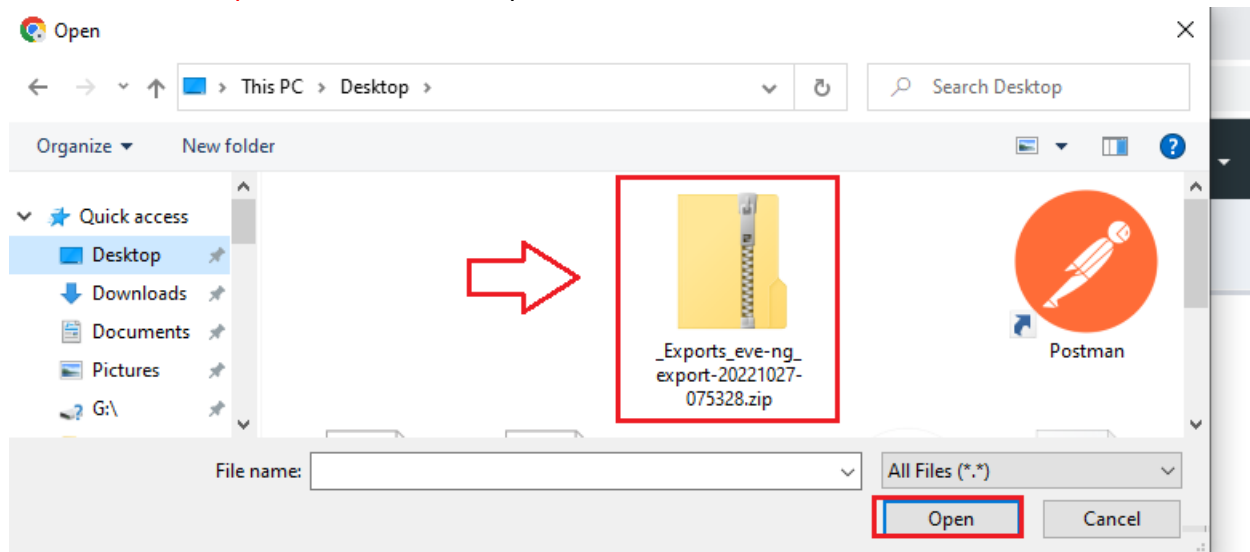 Open
This PC > Desktop >
Search Desktop
Organize
New folder
Quick access
Desktop
Downloads
Documents
Pictures
G:\
_Exports_eve-ng_
export-20221027-
075328.zip
Postman
File name:
All Files (*.*)
Open
Cancel